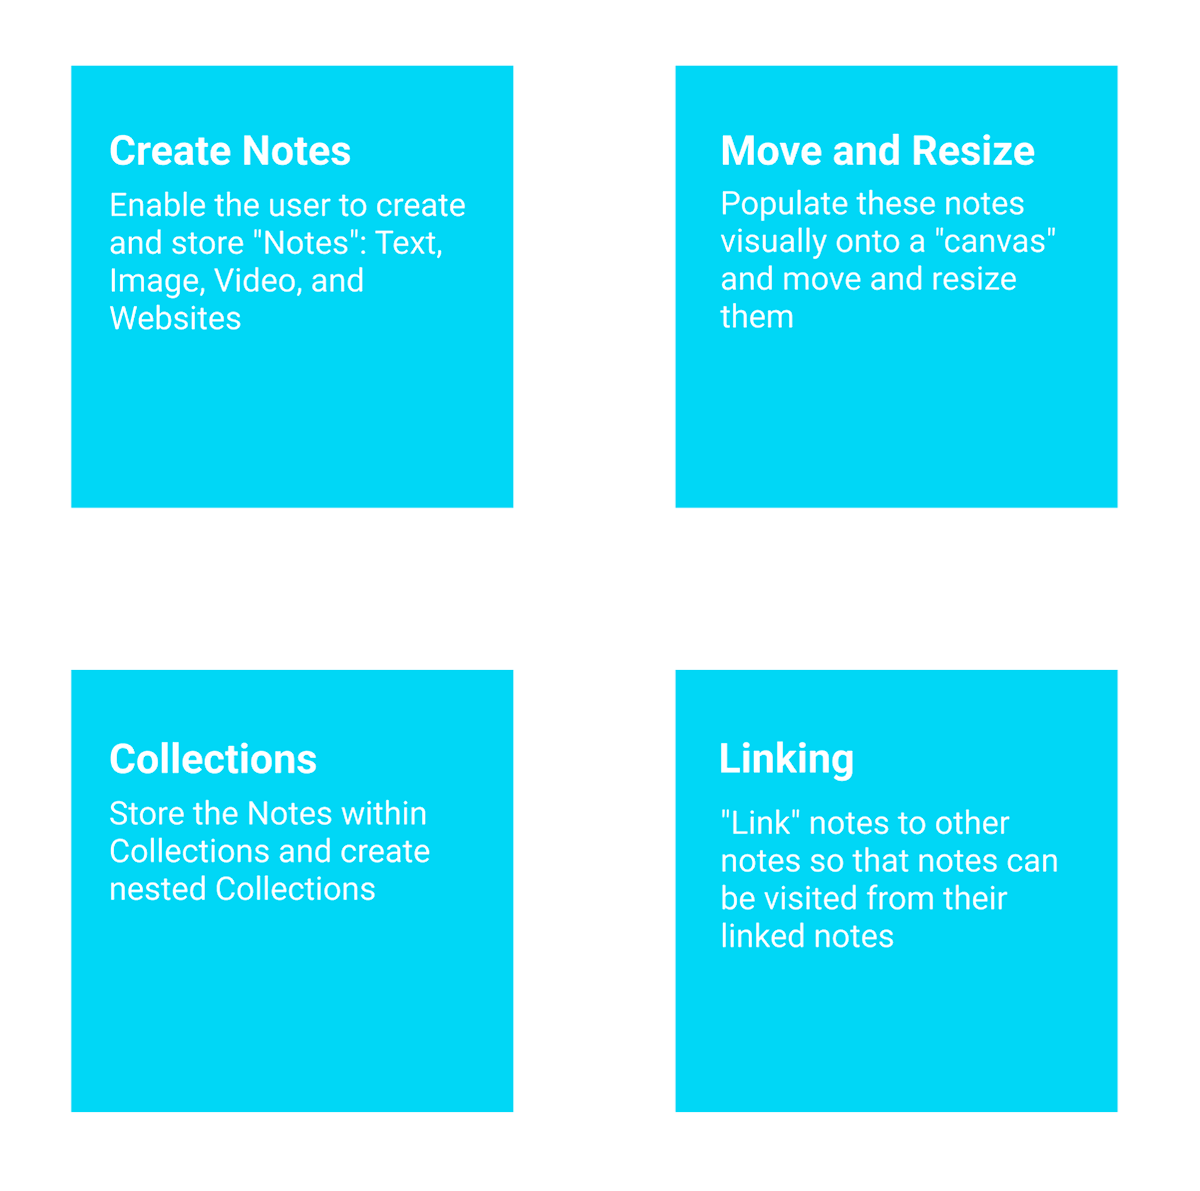 Create Notes
Enable the user to create
and store "Notes": Text,
Image, Video, and
Websites
Move and Resize
Populate these notes
visually onto a "canvas"
and move and resize
them
Collections
Store the Notes within
Collections and create
nested Collections
Linking
"Link" notes to other
notes so that notes can
be visited from their
linked notes